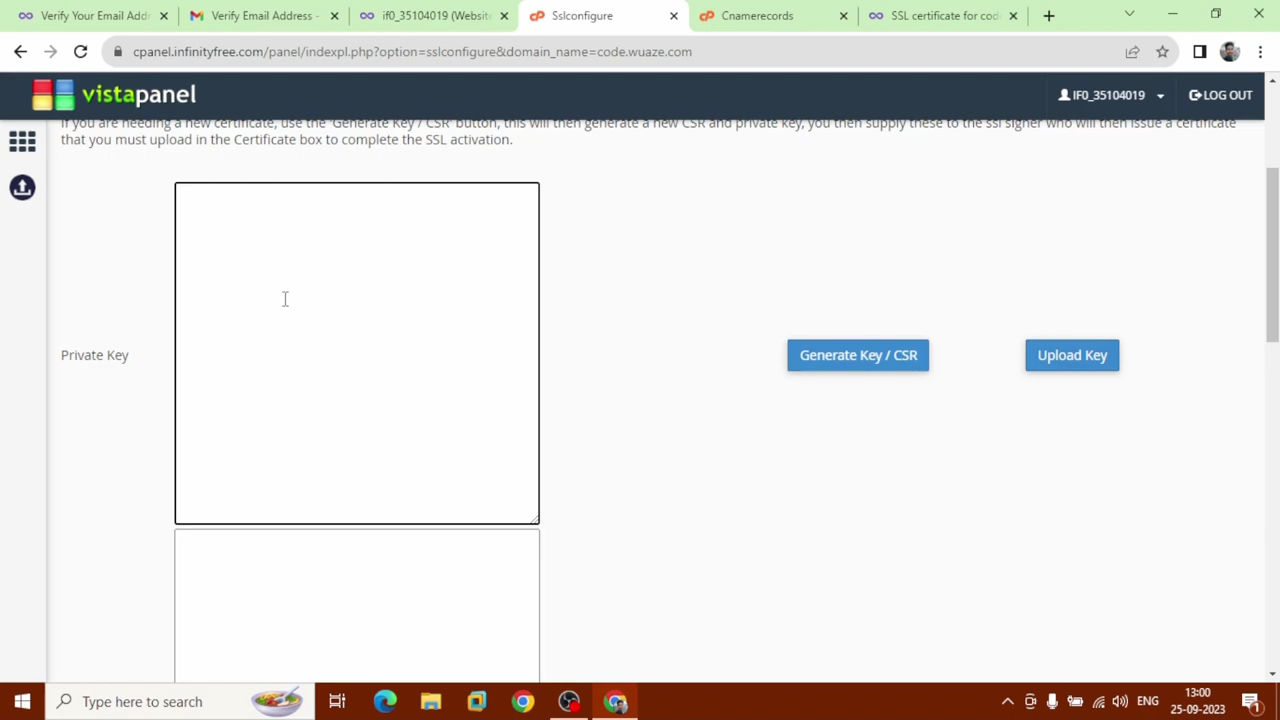 Verify Your Email Addr
Verify Email Address -
if0_35104019 (Website
Sslconfigure
Cnamerecords
SSL certificate for cod
cpanel.infinityfree.com/panel/indexpl.php?option=sslconfigure&domain_name=code.wuaze.com
vistapanel
IF0_35104019
LOG OUT
If you are needing a new certificate, use the 'Generate Key / CSR' button, this will then generate a new CSR and private key, you then supply these to the ssl signer who will then issue a certificate
that you must upload in the Certificate box to complete the SSL activation.
Private Key
Generate Key / CSR
Upload Key
Type here to search
ENG
13:00
25-09-2023
1